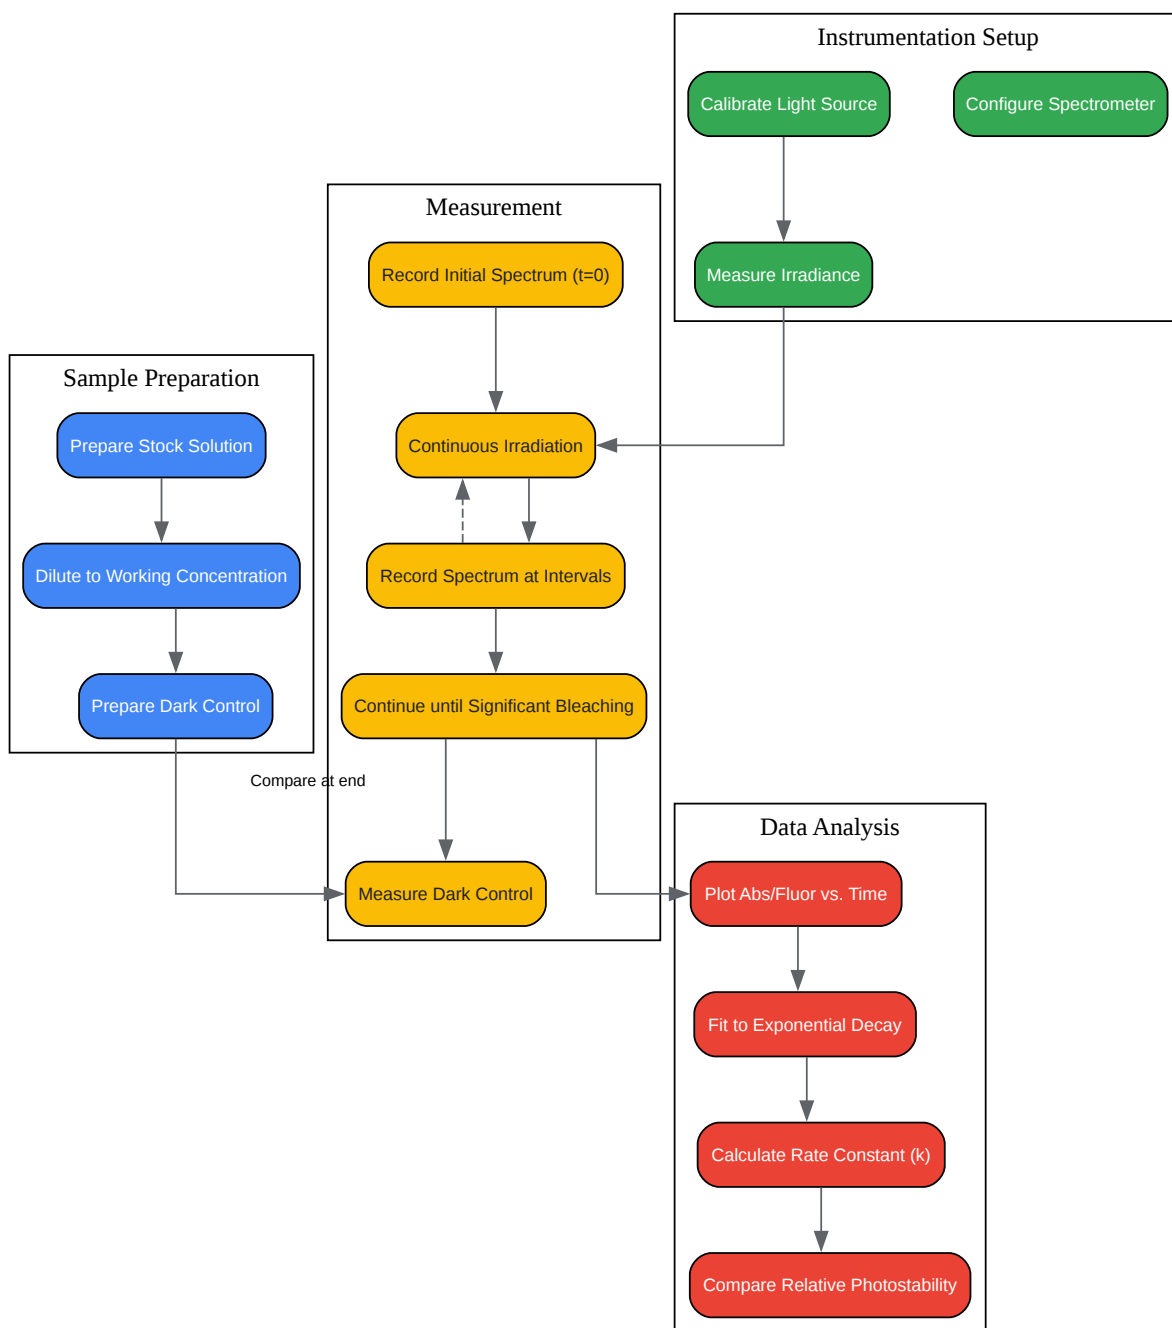 Instrumentation Setup
Calibrate Light Source
Configure Spectrometer
Measure Irradiance
Measurement
Record Initial Spectrum (t=0)
Continuous Irradiation
Record Spectrum at Intervals
Continue until Significant Bleaching
Measure Dark Control
Sample Preparation
Prepare Stock Solution
Dilute to Working Concentration
Prepare Dark Control
Compare at end
Data Analysis
Plot Abs/Fluor vs. Time
Fit to Exponential Decay
Calculate Rate Constant (k)
Compare Relative Photostability